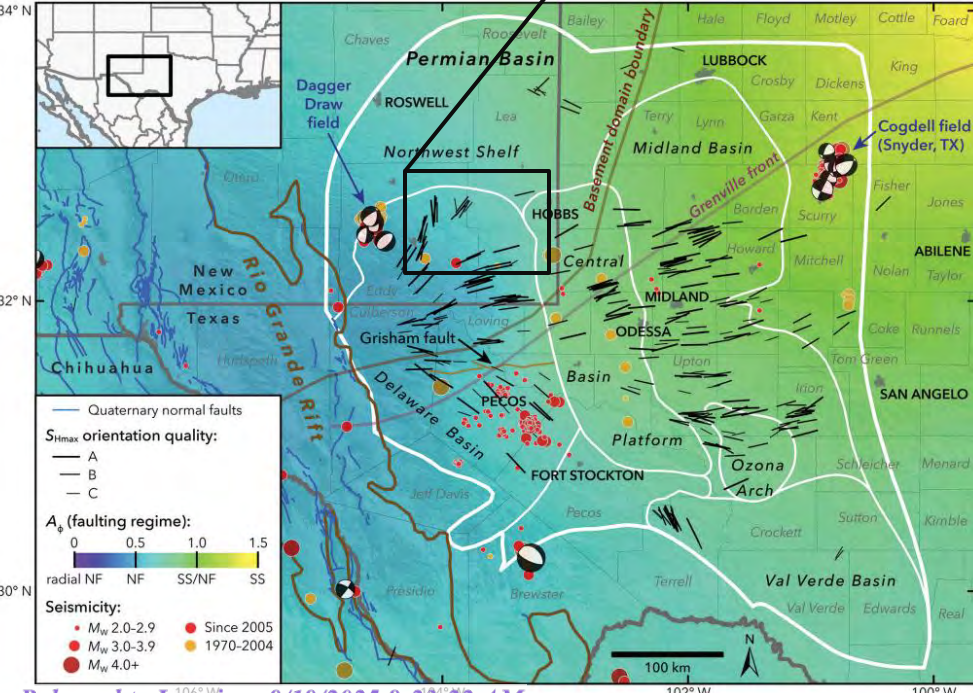 34° N
Bailey
Hale
Floyd
Motley
Cottle
Foard
Chaves
Roosevelt
Permian Basin
LUBBOCK
King
Crosby
Dickens
Dagger
Draw
field
ROSWELL
Lea
Basement domain boundary
Terry
Lynn
Garza
Kent
Cogdell field
(Snyder, TX)
Northwest Shelf
Midland Basin
Grenville front
Otero
Fisher
Jones
HOBBS
Borden
Scurry
New
Mexico
Central
Howard
Mitchell
ABILENE
Nolan
Taylor
32° N
Eddy
Culberson
MIDLAND
Texas
Rio Grande Rift
Loving
Grisham fault
ODESSA
Coke
Runnels
Chihuahua
Hudspeth
Upton
Tom Green
Basin
Irion
SAN ANGELO
Delaware Basin
PECOS
Quaternary normal faults
SHmax orientation quality:
A
B
C
Platform
Ozona
Arch
Schleicher
Menard
FORT STOCKTON
Jeff Davis
Pecos
Sutton
Kimble
Crockett
Aϕ (faulting regime):
0 0.5 1.0 1.5
radial NF NF SS/NF SS
30° N
Seismicity:
Mw 2.0-2.9
Mw 3.0-3.9
Mw 4.0+
Since 2005
1970-2004
Presidio
Brewster
Terrell
Val Verde Basin
Val Verde
Edwards
Real
N
100 km
106° W
104° W
102° W
100° W